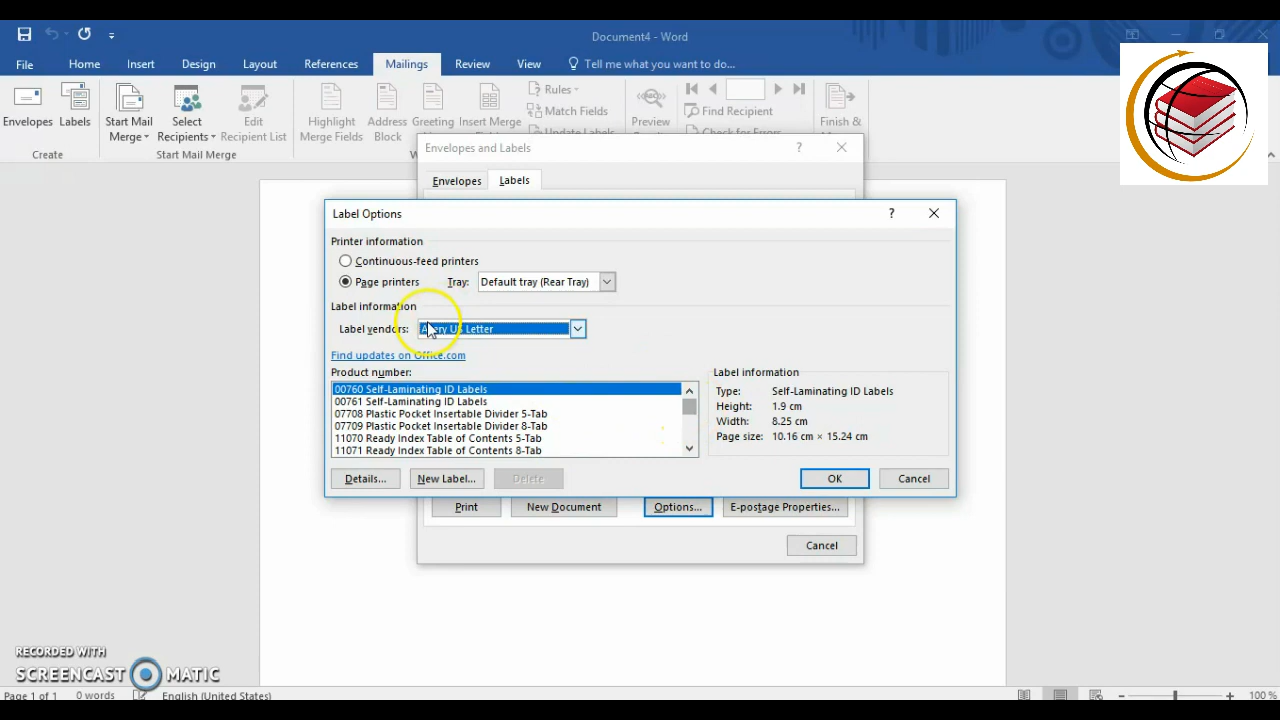 Document4 - Word
File Home Insert Design Layout References Mailings Review View Tell me what you want to do...
Envelopes Labels Start Mail Merge Select Recipients Edit Recipient List Highlight Merge Fields Address Block Greeting Insert Merge Rules Match Fields Update Labels Preview Find Recipient Check for Errors Finish &
Create Start Mail Merge
Envelopes and Labels ?
Envelopes Labels
Label Options ?
Printer information
Continuous-feed printers
Page printers Tray: Default tray (Rear Tray)
Label information
Label vendors: Avery US Letter
Find updates on Office.com
Product number:
00760 Self-Laminating ID Labels
00761 Self-Laminating ID Labels
07708 Plastic Pocket Insertable Divider 5-Tab
07709 Plastic Pocket Insertable Divider 8-Tab
11070 Ready Index Table of Contents 5-Tab
11071 Ready Index Table of Contents 8-Tab
Label information
Type: Self-Laminating ID Labels
Height: 1.9 cm
Width: 8.25 cm
Page size: 10.16 cm × 15.24 cm
Details... New Label... Delete OK Cancel
Print New Document Options... E-postage Properties...
Cancel
RECORDED WITH
SCREENCAST MATIC
Page 1 of 1 0 words English (United States) 100 %